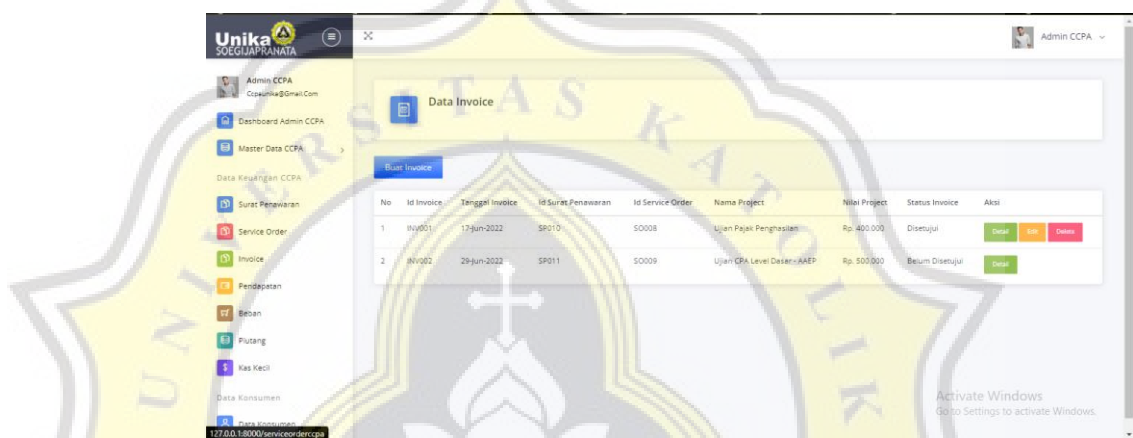 Unika
SOEGIJAPRANATA
Admin CCPA
Admin CCPA
Ccpaunika@Gmail.Com
Dashboard Admin CCPA
Master Data CCPA
Data Keuangan CCPA
Surat Penawaran
Service Order
Invoice
Pendapatan
Beban
Piutang
Kas Kecil
Data Konsumen
Data Konsumen
127.0.0.1:8000/serviceorderccpa
Data Invoice
Buat Invoice
No Id Invoice Tanggal Invoice Id Surat Penawaran Id Service Order Nama Project Nilai Project Status Invoice Aksi
1 INV001 17-Jun-2022 SP010 SO008 Ujian Pajak Penghasilan Rp. 400.000 Disetujui Detail Edit Delete
2 INV002 29-Jun-2022 SP011 SO009 Ujian CPA Level Dasar - AAEP Rp. 500.000 Belum Disetujui Detail
Activate Windows
Go to Settings to activate Windows.
UNIVERSITAS KATOLIK